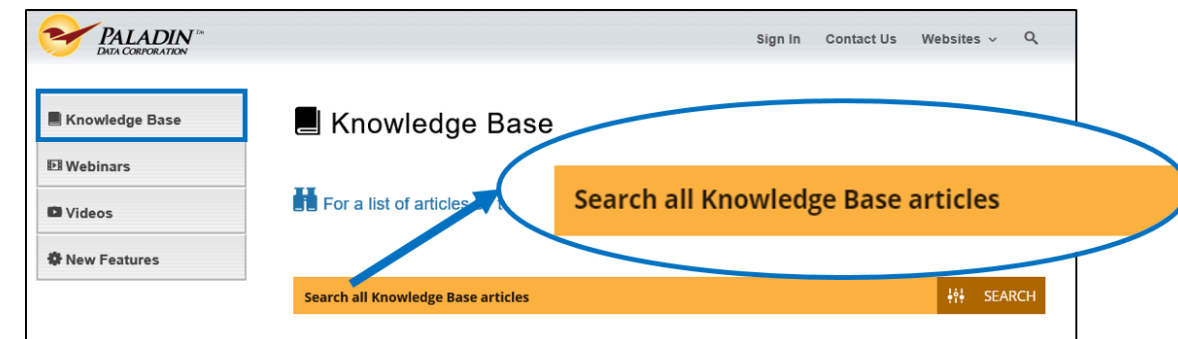 PALADIN™
DATA CORPORATION
Sign In Contact Us Websites
Knowledge Base
Webinars
Videos
New Features
Knowledge Base
For a list of articles
Search all Knowledge Base articles
Search all Knowledge Base articles
SEARCH